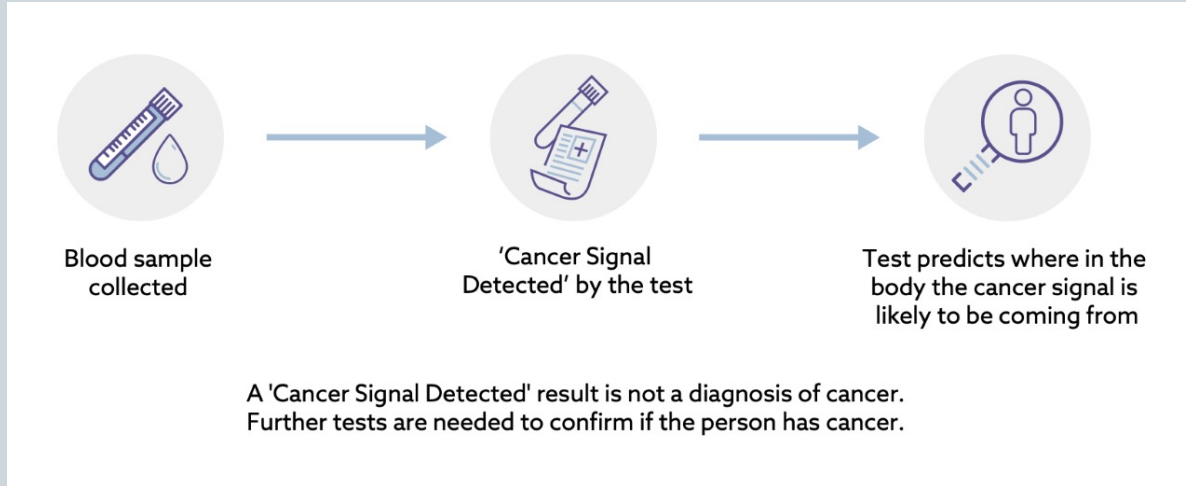 Blood sample
collected
‘Cancer Signal
Detected’ by the test
Test predicts where in the
body the cancer signal is
likely to be coming from
A 'Cancer Signal Detected' result is not a diagnosis of cancer.
Further tests are needed to confirm if the person has cancer.